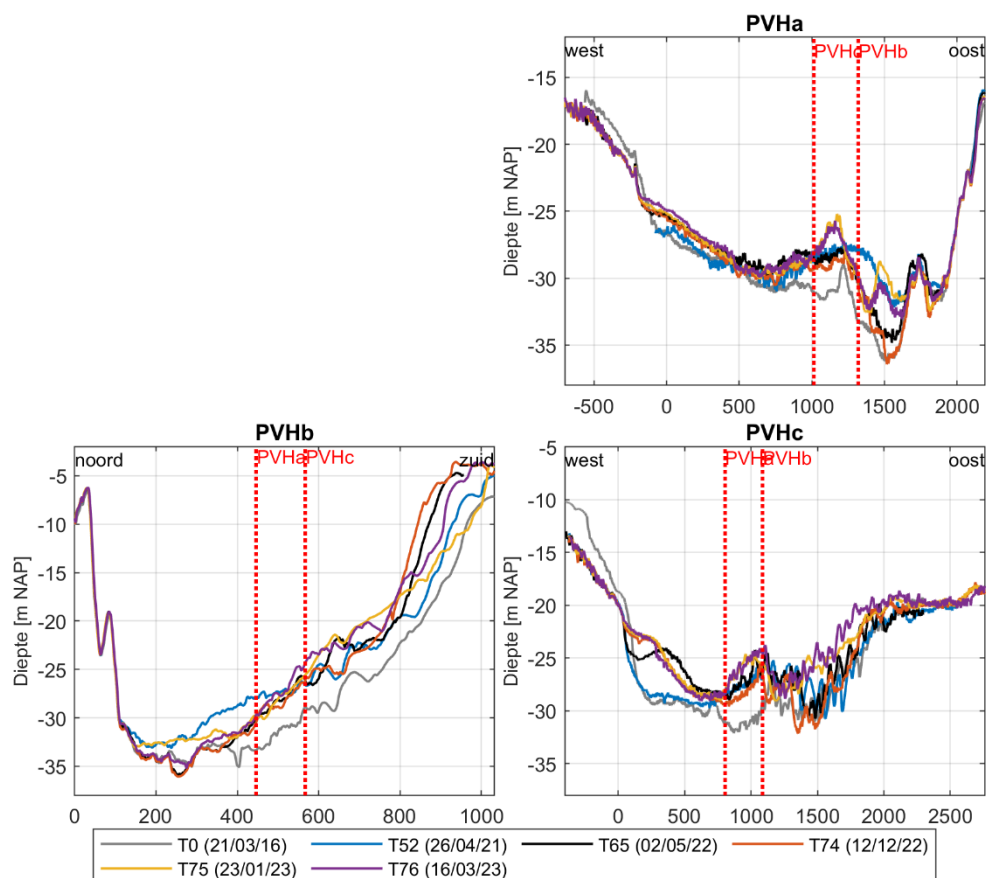 PVHa
west
PVHc
PVHb
oost
Diepte [m NAP]
-15
-20
-25
-30
-35
-500
0
500
1000
1500
2000
PVHb
noord
PVHa
PVHc
zuid
Diepte [m NAP]
-5
-10
-15
-20
-25
-30
-35
0
200
400
600
800
1000
PVHc
west
PVHa
PVHb
oost
Diepte [m NAP]
-5
-10
-15
-20
-25
-30
-35
0
500
1000
1500
2000
2500
T0 (21/03/16)
T52 (26/04/21)
T65 (02/05/22)
T74 (12/12/22)
T75 (23/01/23)
T76 (16/03/23)